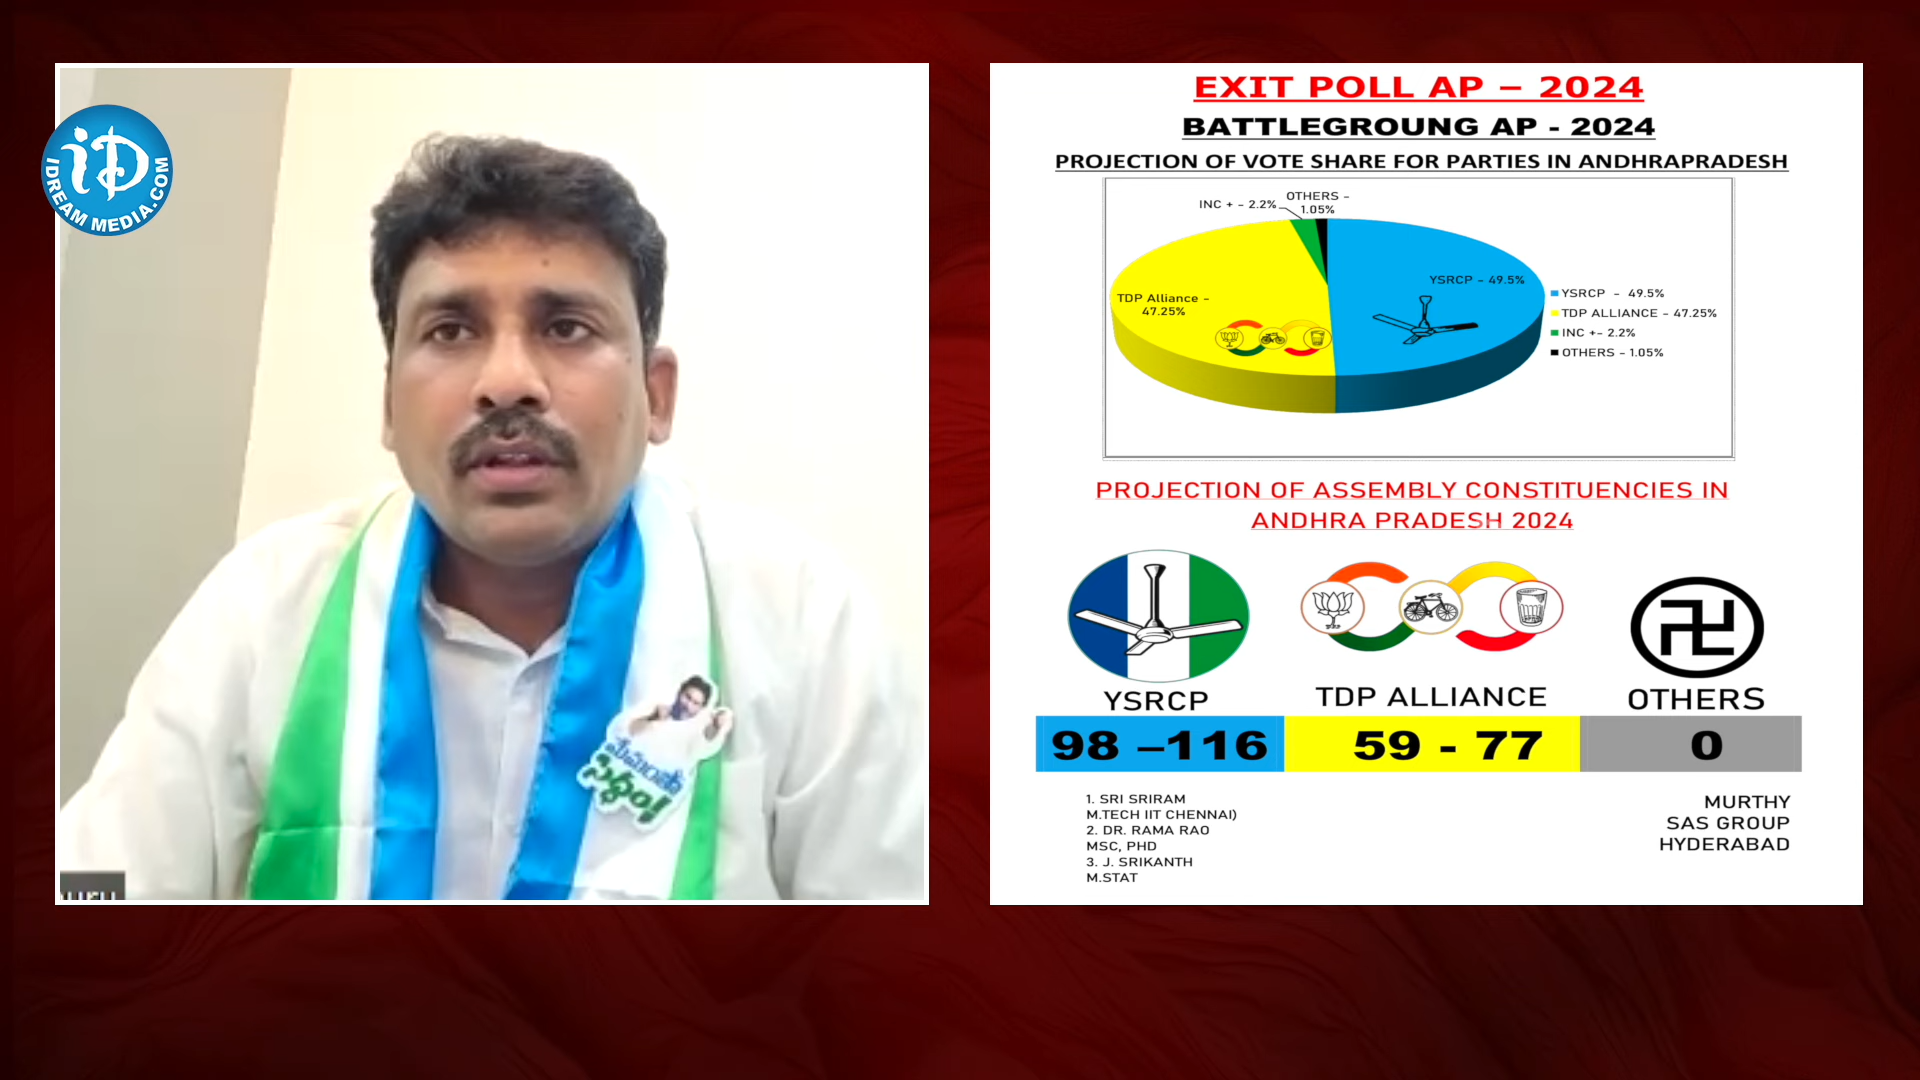 iD
IDREAM MEDIA.COM
మేమంతా
సిద్ధం!
EXIT POLL AP – 2024
BATTLEGROUNG AP - 2024
PROJECTION OF VOTE SHARE FOR PARTIES IN ANDHRAPRADESH
OTHERS –
1.05%
INC + – 2.2%
YSRCP – 49.5%
TDP Alliance –
47.25%
YSRCP – 49.5%
TDP ALLIANCE – 47.25%
INC +– 2.2%
OTHERS – 1.05%
PROJECTION OF ASSEMBLY CONSTITUENCIES IN
ANDHRA PRADESH 2024
YSRCP
TDP ALLIANCE
OTHERS
98 –116
59 - 77
0
1. SRI SRIRAM
M.TECH IIT CHENNAI)
2. DR. RAMA RAO
MSC, PHD
3. J. SRIKANTH
M.STAT
MURTHY
SAS GROUP
HYDERABAD